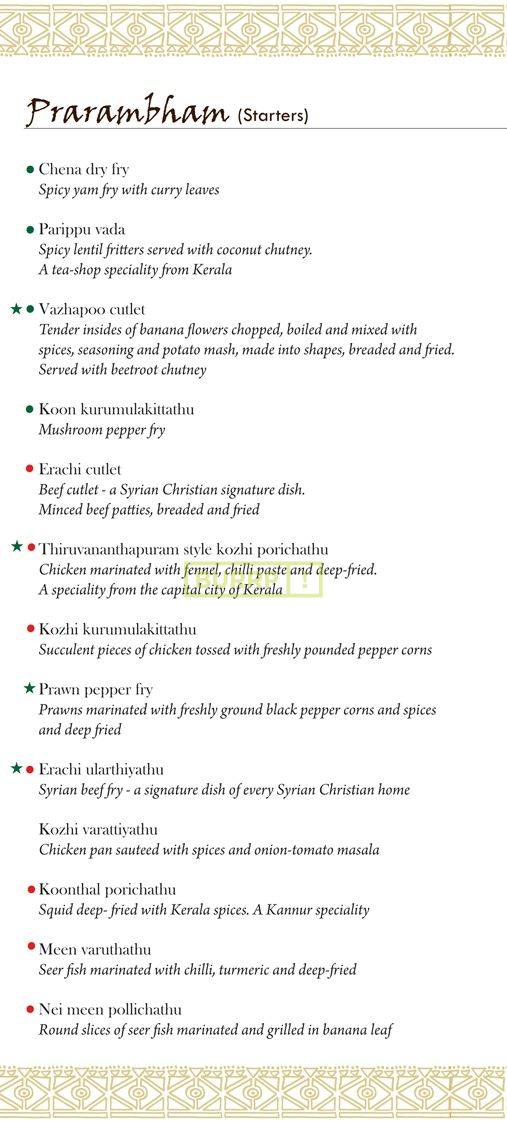 Prarambham (Starters)
Chena dry fry
Spicy yam fry with curry leaves
Parippu vada
Spicy lentil fritters served with coconut chutney.
A tea-shop speciality from Kerala
Vazhapoo cutlet
Tender insides of banana flowers chopped, boiled and mixed with
spices, seasoning and potato mash, made into shapes, breaded and fried.
Served with beetroot chutney
Koon kurumulakittathu
Mushroom pepper fry
Erachi cutlet
Beef cutlet - a Syrian Christian signature dish.
Minced beef patties, breaded and fried
Thiruvananthapuram style kozhi porichathu
Chicken marinated with fennel, chilli paste and deep-fried.
A speciality from the capital city of Kerala
BURRP!
Kozhi kurumulakittathu
Succulent pieces of chicken tossed with freshly pounded pepper corns
Prawn pepper fry
Prawns marinated with freshly ground black pepper corns and spices
and deep fried
Erachi ularthiyathu
Syrian beef fry - a signature dish of every Syrian Christian home
Kozhi varattiyathu
Chicken pan sauteed with spices and onion-tomato masala
Koonthal porichathu
Squid deep- fried with Kerala spices. A Kannur speciality
Meen varuthathu
Seer fish marinated with chilli, turmeric and deep-fried
Nei meen pollichathu
Round slices of seer fish marinated and grilled in banana leaf